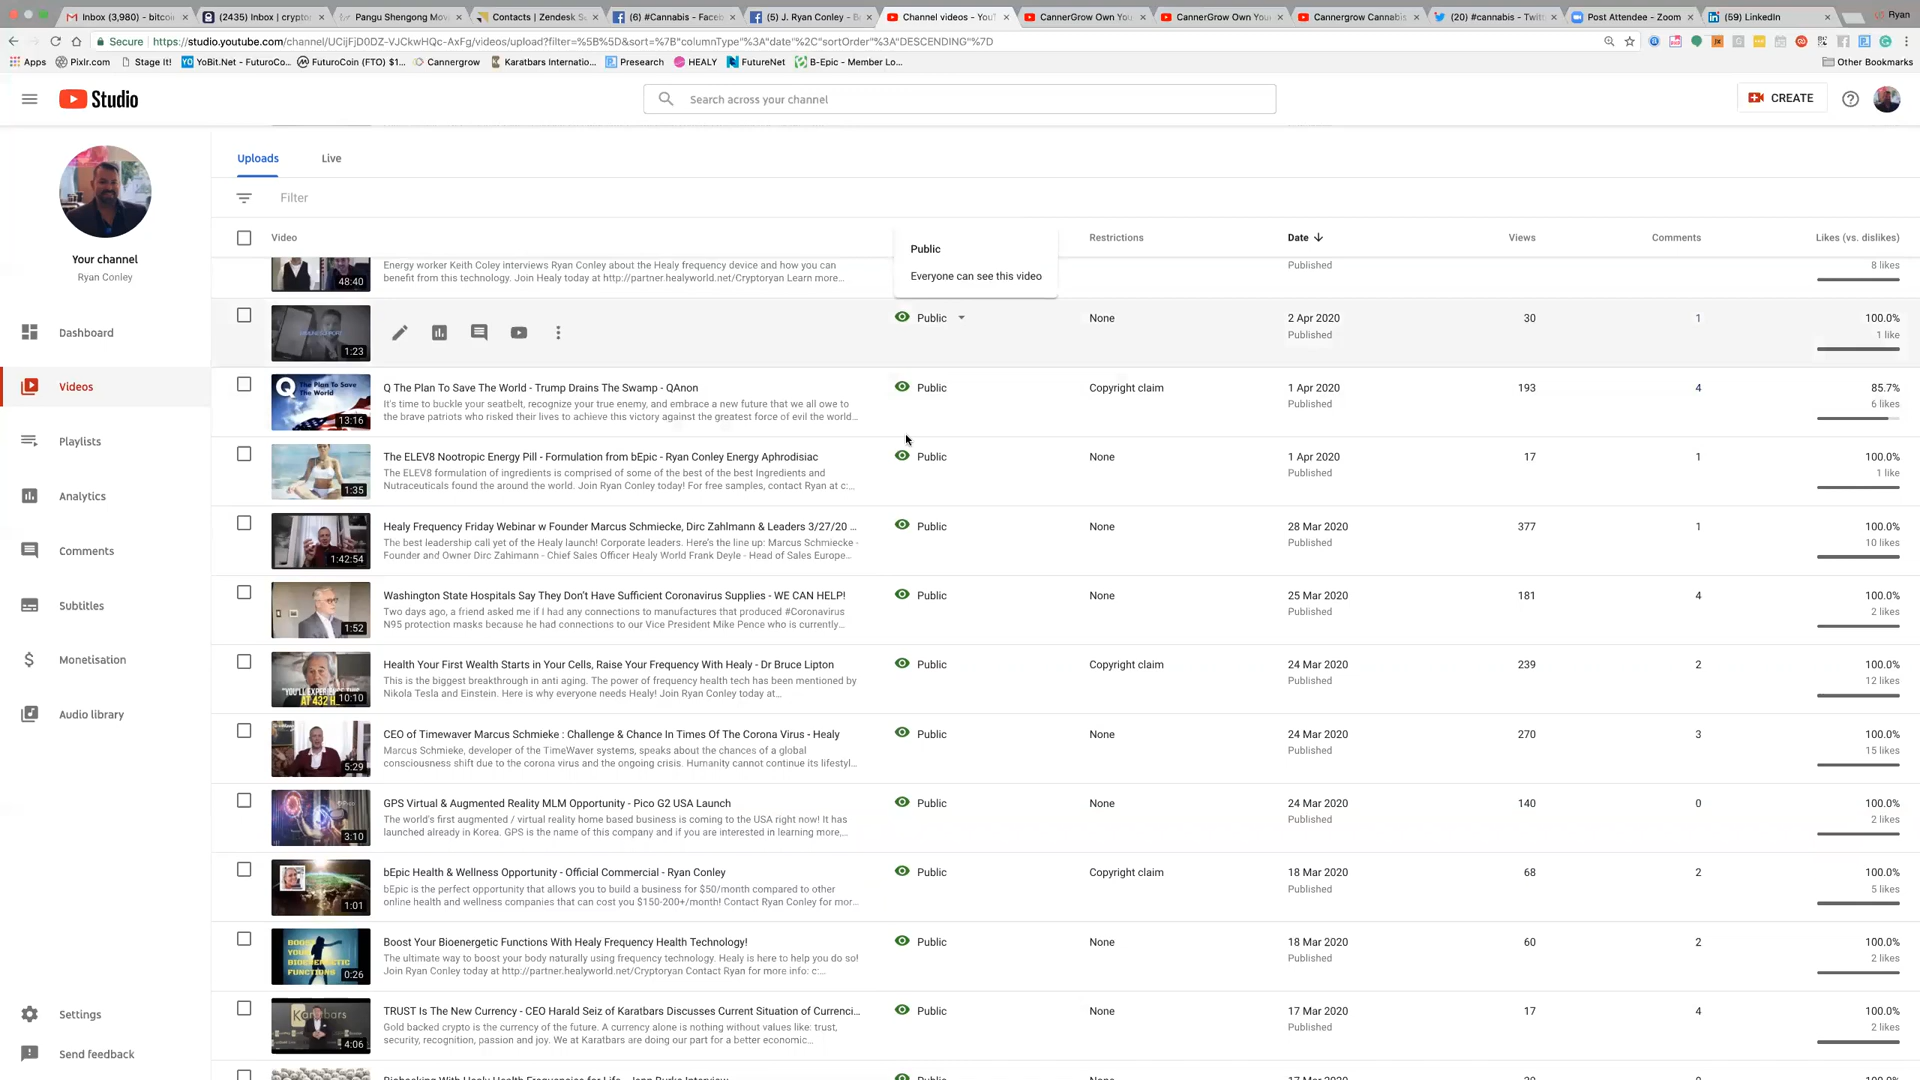 Inbox (3,980) - bitcoi
(2435) Inbox | crypto
Pangu Shengong Mov
Contacts | Zendesk S
(6) #Cannabis - Face
(5) J. Ryan Conley - B
Channel videos - YouT
CannerGrow Own You
CannerGrow Own You
Cannergrow Cannabis
(20) #cannabis - Twit
Post Attendee - Zoom
(59) LinkedIn
Ryan
Secure
https://studio.youtube.com/channel/UCijFjD0DZ-VJCkwHQc-AxFg/videos/upload?filter=%5B%5D&sort=%7B"columnType"%3A"date"%2C"sortOrder"%3A"DESCENDING"%7D
Apps
Pixlr.com
Stage It!
YoBit.Net - FuturoC...
FuturoCoin (FTO) $1...
Cannergrow
Karatbars Internatio...
Presearch
HEALY
FutureNet
B-Epic - Member Lo...
Other Bookmarks
Studio
Search across your channel
CREATE
Uploads
Live
Filter
Your channel
Ryan Conley
Dashboard
Videos
Playlists
Analytics
Comments
Subtitles
Monetisation
Audio library
Settings
Send feedback
Video
Restrictions
Date
Views
Comments
Likes (vs. dislikes)
Public
Everyone can see this video
48:40
Energy worker Keith Coley interviews Ryan Conley about the Healy frequency device and how you can
benefit from this technology. Join Healy today at http://partner.healyworld.net/Cryptoryan Learn more...
Published
8 likes
1:23
Public
None
2 Apr 2020
Published
30
1
100.0%
1 like
Q The Plan To Save The World
13:16
Q The Plan To Save The World - Trump Drains The Swamp - QAnon
It's time to buckle your seatbelt, recognize your true enemy, and embrace a new future that we all owe to
the brave patriots who risked their lives to achieve this victory against the greatest force of evil the world...
Public
Copyright claim
1 Apr 2020
Published
193
4
85.7%
6 likes
1:35
The ELEV8 Nootropic Energy Pill - Formulation from bEpic - Ryan Conley Energy Aphrodisiac
The ELEV8 formulation of ingredients is comprised of some of the best of the best Ingredients and
Nutraceuticals found the around the world. Join Ryan Conley today! For free samples, contact Ryan at c:...
Public
None
1 Apr 2020
Published
17
1
100.0%
1 like
1:42:54
Healy Frequency Friday Webinar w Founder Marcus Schmiecke, Dirc Zahlmann & Leaders 3/27/20 ...
The best leadership call yet of the Healy launch! Corporate leaders. Here's the line up: Marcus Schmiecke -
Founder and Owner Dirc Zahlmann - Chief Sales Officer Healy World Frank Deyle - Head of Sales Europe...
Public
None
28 Mar 2020
Published
377
1
100.0%
10 likes
1:52
Washington State Hospitals Say They Don't Have Sufficient Coronavirus Supplies - WE CAN HELP!
Two days ago, a friend asked me if I had any connections to manufactures that produced #Coronavirus
N95 protection masks because he had connections to our Vice President Mike Pence who is currently...
Public
None
25 Mar 2020
Published
181
4
100.0%
2 likes
"YOU'LL EXPERIENCE
AT 432 H
10:10
Health Your First Wealth Starts in Your Cells, Raise Your Frequency With Healy - Dr Bruce Lipton
This is the biggest breakthrough in anti aging. The power of frequency health tech has been mentioned by
Nikola Tesla and Einstein. Here is why everyone needs Healy! Join Ryan Conley today at...
Public
Copyright claim
24 Mar 2020
Published
239
2
100.0%
12 likes
5:29
CEO of Timewaver Marcus Schmieke : Challenge & Chance In Times Of The Corona Virus - Healy
Marcus Schmieke, developer of the TimeWaver systems, speaks about the chances of a global
consciousness shift due to the corona virus and the ongoing crisis. Humanity cannot continue its lifestyl...
Public
None
24 Mar 2020
Published
270
3
100.0%
15 likes
3:10
GPS Virtual & Augmented Reality MLM Opportunity - Pico G2 USA Launch
The world's first augmented / virtual reality home based business is coming to the USA right now! It has
launched already in Korea. GPS is the name of this company and if you are interested in learning more,...
Public
None
24 Mar 2020
Published
140
0
100.0%
2 likes
1:01
bEpic Health & Wellness Opportunity - Official Commercial - Ryan Conley
bEpic is the perfect opportunity that allows you to build a business for $50/month compared to other
online health and wellness companies that can cost you $150-200+/month! Contact Ryan Conley for mor...
Public
Copyright claim
18 Mar 2020
Published
68
2
100.0%
5 likes
BOOST
YOUR
BIOENERGETIC
FUNCTIONS
0:26
Boost Your Bioenergetic Functions With Healy Frequency Health Technology!
The ultimate way to boost your body naturally using frequency technology. Healy is here to help you do so!
Join Ryan Conley today at http://partner.healyworld.net/Cryptoryan Contact Ryan for more info: c:...
Public
None
18 Mar 2020
Published
60
2
100.0%
2 likes
Karatbars
4:06
TRUST Is The New Currency - CEO Harald Seiz of Karatbars Discusses Current Situation of Currenci...
Gold backed crypto is the currency of the future. A currency alone is nothing without values like: trust,
security, recognition, passion and joy. We at Karatbars are doing our part for a better economic...
Public
None
17 Mar 2020
Published
17
4
100.0%
2 likes
Biohacking With Healy Health Frequencies for Life - Jenn Burke Interview
Public
None
17 Mar 2020